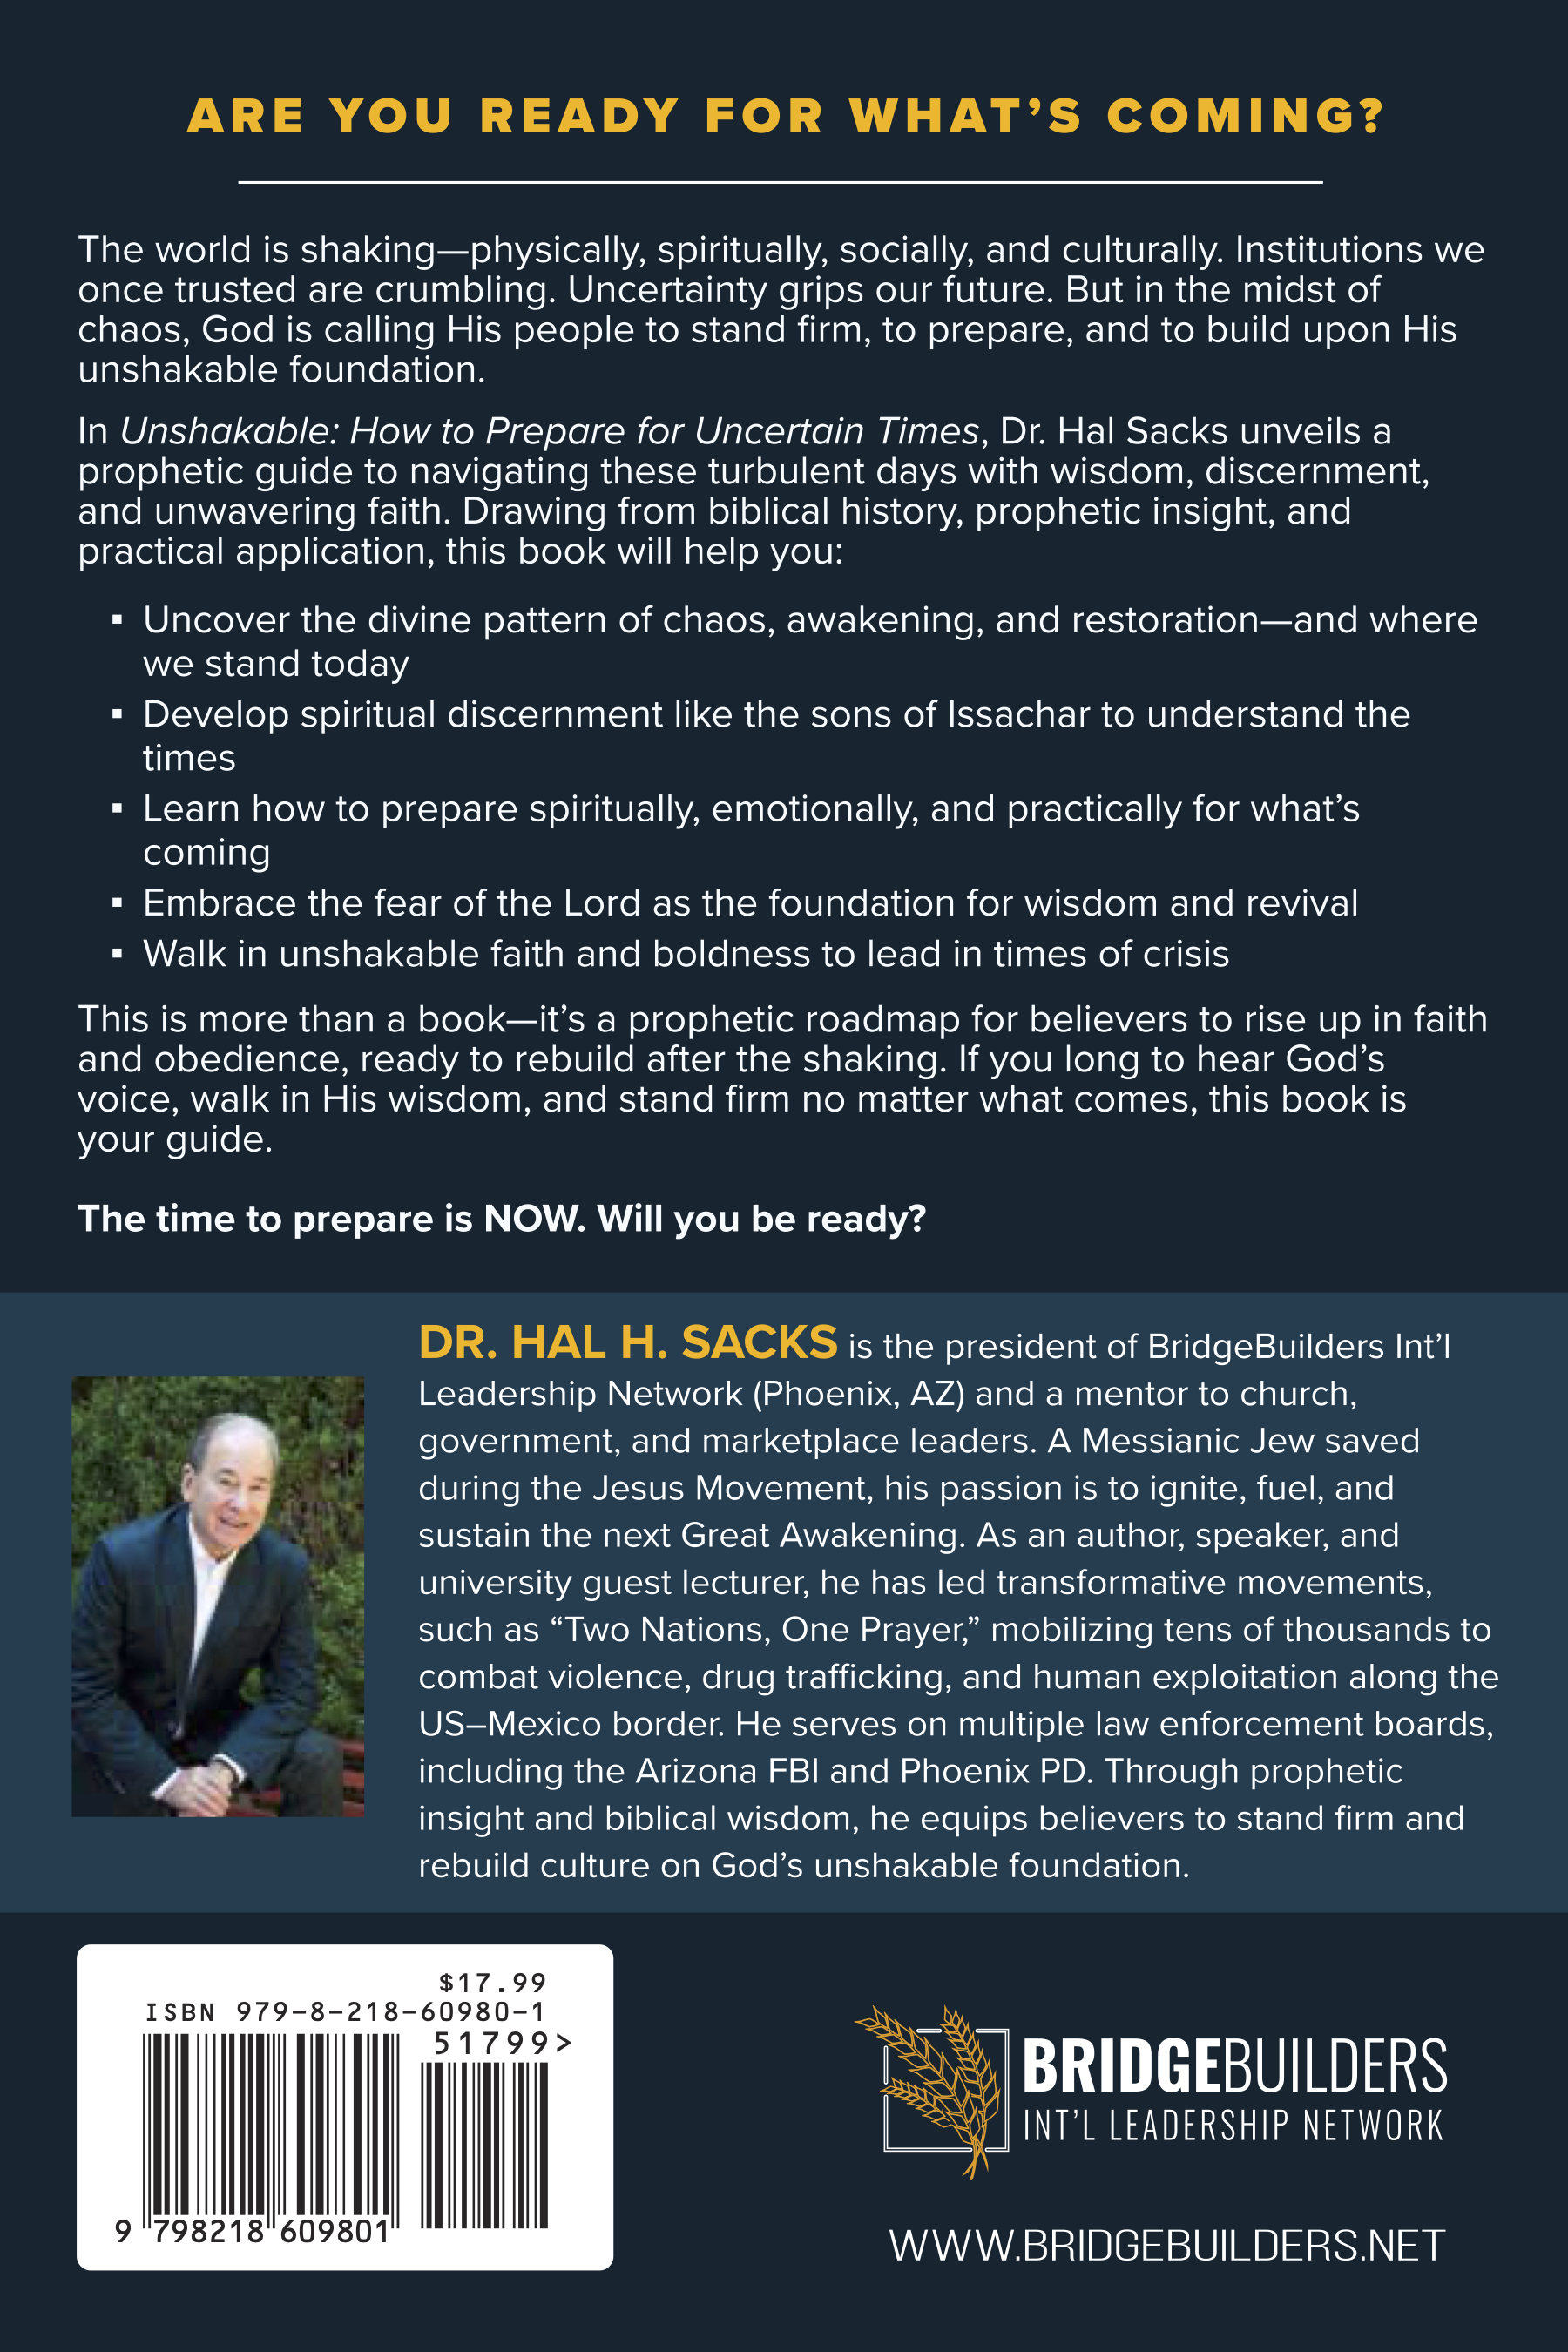 ARE YOU READY FOR WHAT’S COMING?
The world is shaking—physically, spiritually, socially, and culturally. Institutions we
once trusted are crumbling. Uncertainty grips our future. But in the midst of
chaos, God is calling His people to stand firm, to prepare, and to build upon His
unshakable foundation.
In Unshakable: How to Prepare for Uncertain Times, Dr. Hal Sacks unveils a
prophetic guide to navigating these turbulent days with wisdom, discernment,
and unwavering faith. Drawing from biblical history, prophetic insight, and
practical application, this book will help you:
▪ Uncover the divine pattern of chaos, awakening, and restoration—and where
we stand today
▪ Develop spiritual discernment like the sons of Issachar to understand the
times
▪ Learn how to prepare spiritually, emotionally, and practically for what’s
coming
▪ Embrace the fear of the Lord as the foundation for wisdom and revival
▪ Walk in unshakable faith and boldness to lead in times of crisis
This is more than a book—it’s a prophetic roadmap for believers to rise up in faith
and obedience, ready to rebuild after the shaking. If you long to hear God’s
voice, walk in His wisdom, and stand firm no matter what comes, this book is
your guide.
The time to prepare is NOW. Will you be ready?
DR. HAL H. SACKS is the president of BridgeBuilders Int’l
Leadership Network (Phoenix, AZ) and a mentor to church,
government, and marketplace leaders. A Messianic Jew saved
during the Jesus Movement, his passion is to ignite, fuel, and
sustain the next Great Awakening. As an author, speaker, and
university guest lecturer, he has led transformative movements,
such as “Two Nations, One Prayer,” mobilizing tens of thousands to
combat violence, drug trafficking, and human exploitation along the
US–Mexico border. He serves on multiple law enforcement boards,
including the Arizona FBI and Phoenix PD. Through prophetic
insight and biblical wisdom, he equips believers to stand firm and
rebuild culture on God’s unshakable foundation.
$17.99
ISBN 979-8-218-60980-1
51799>
9 798218 609801
BRIDGEBUILDERS
INT’L LEADERSHIP NETWORK
WWW.BRIDGEBUILDERS.NET